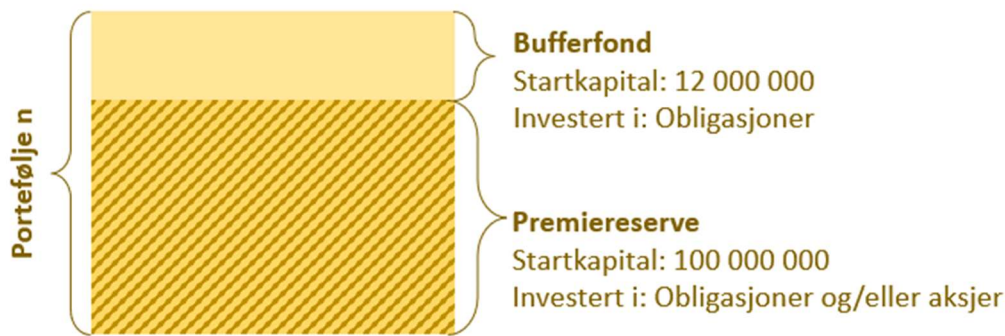 Portefølje n
Bufferfond
Startkapital: 12 000 000
Investert i: Obligasjoner
Premiereserve
Startkapital: 100 000 000
Investert i: Obligasjoner og/eller aksjer